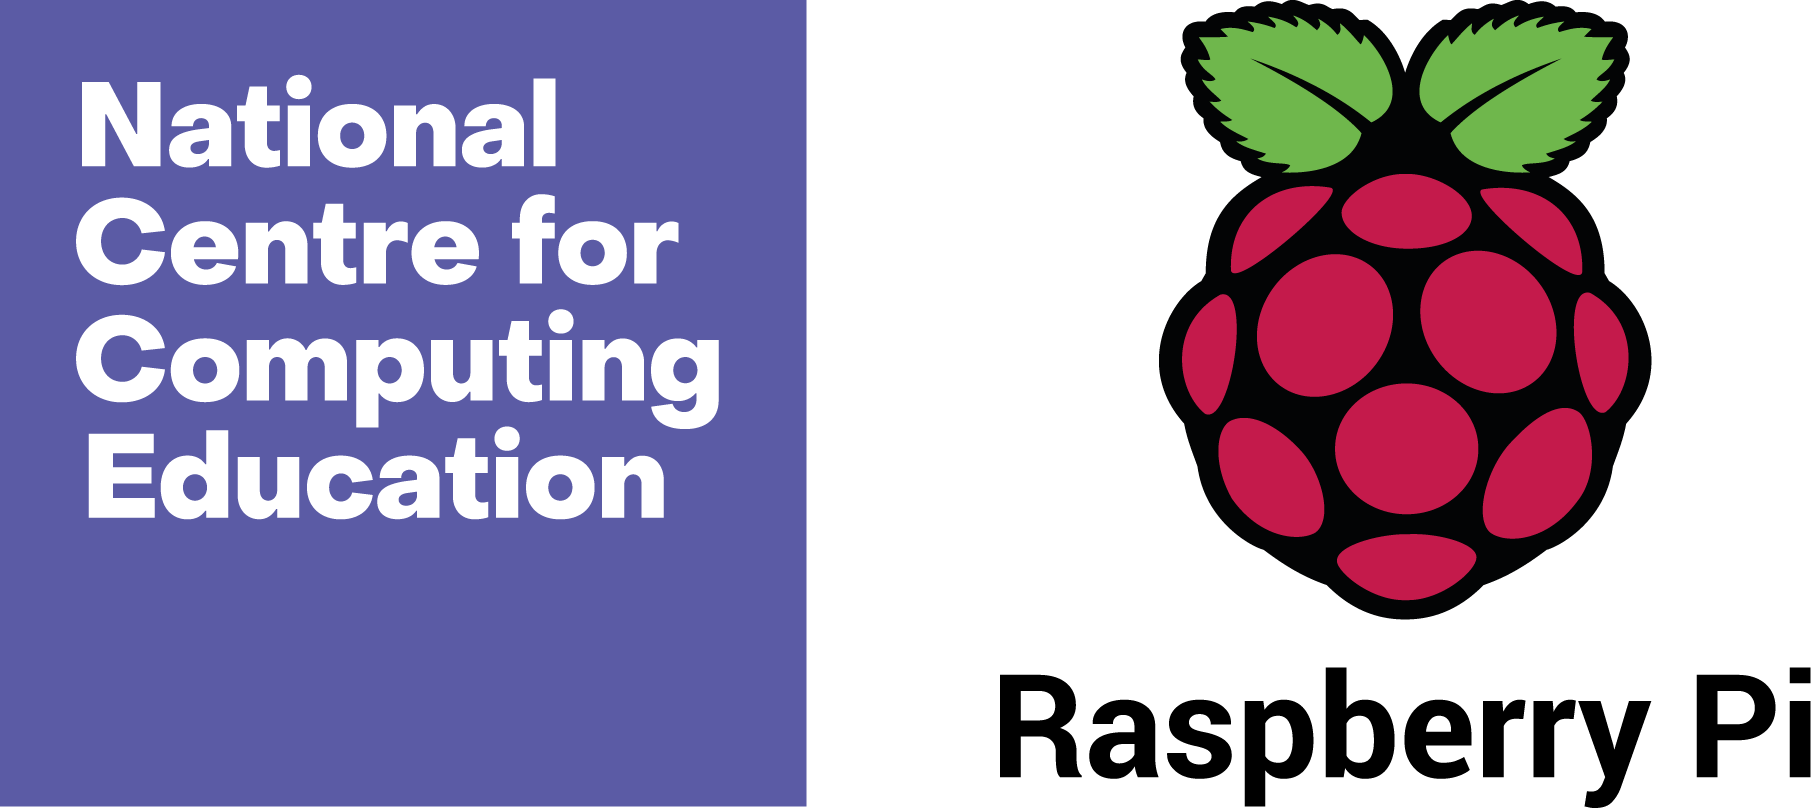 National
Centre for
Computing
Education
Raspberry Pi